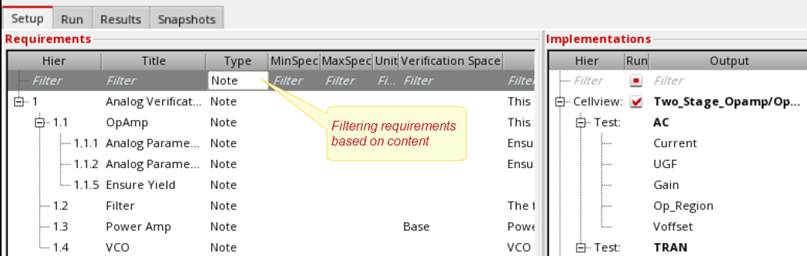 Setup Run Results Snapshots
Requirements Implementations
Hier Title Type MinSpec MaxSpec Unit Verification Space Hier Run Output
Filter Filter Note Filter Filter Fi... Filter Filte Filter Filter
1 Analog Verificat... Note This Cellview: Two_Stage_Opamp/Op...
1.1 OpAmp Note This Test: AC
1.1.1 Analog Parame... Note Ensu Current
1.1.2 Analog Parame... Note Ensu UGF
1.1.5 Ensure Yield Note Gain
1.2 Filter Note The f Op_Region
1.3 Power Amp Note Base Powe Voffset
1.4 VCO Note VCO Test: TRAN
Filtering requirements
based on content